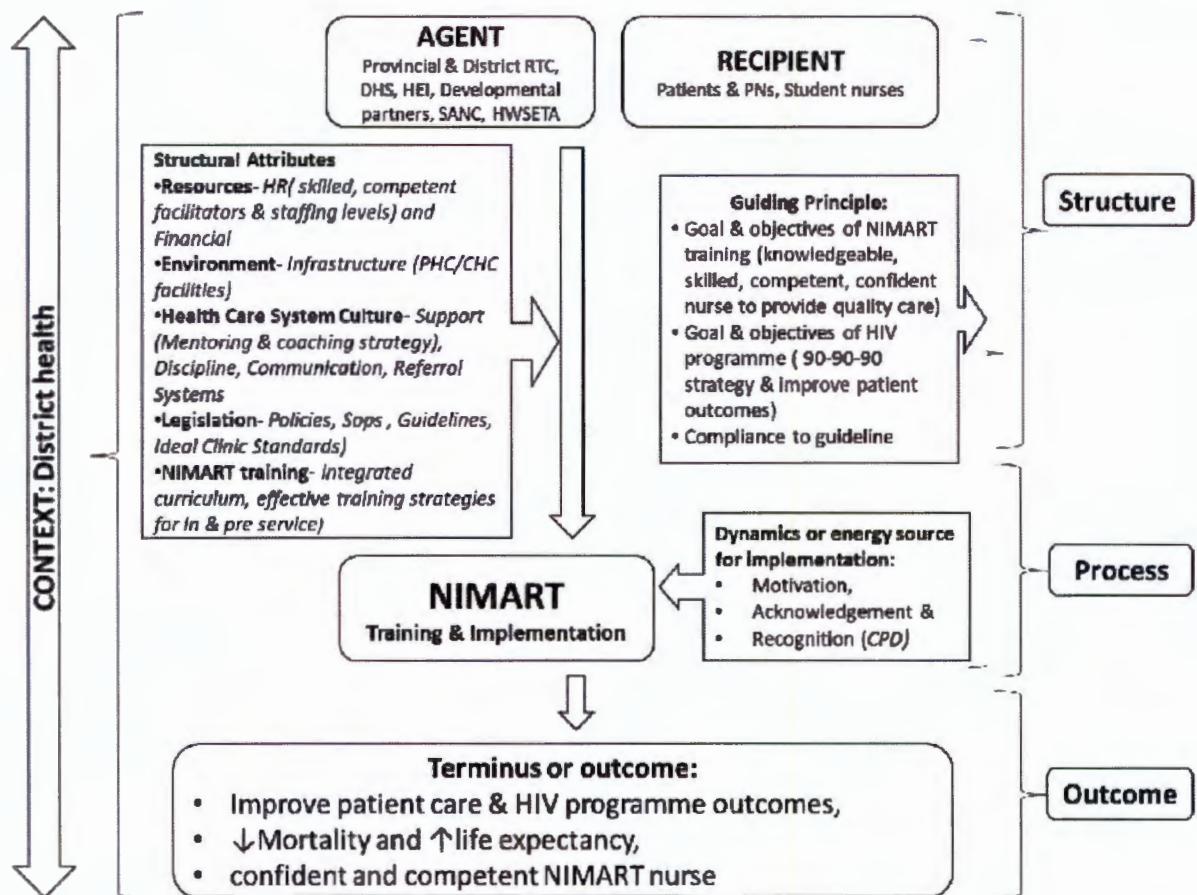 CONTEXT: District health
AGENT
Provincial & District RTC,
DHS, HEI, Developmental
partners, SANC, HWSETA
RECIPIENT
Patients & PNs, Student nurses
Structural Attributes
•Resources- HR( skilled, competent
facilitators & staffing levels) and
Financial
•Environment- Infrastructure (PHC/CHC
facilities)
•Health Care System Culture- Support
(Mentoring & coaching strategy),
Discipline, Communication, Referral
Systems
•Legislation- Policies, Sops , Guidelines,
Ideal Clinic Standards)
•NIMART training- Integrated
curriculum, effective training strategies
for in & pre service)
Guiding Principle:
• Goal & objectives of NIMART
training (knowledgeable,
skilled, competent, confident
nurse to provide quality care)
• Goal & objectives of HIV
programme ( 90-90-90
strategy & improve patient
outcomes)
• Compliance to guideline
Structure
NIMART
Training & Implementation
Dynamics or energy source
for implementation:
• Motivation,
• Acknowledgement &
• Recognition (CPD)
Process
Terminus or outcome:
• Improve patient care & HIV programme outcomes,
• ↓Mortality and ↑life expectancy,
• confident and competent NIMART nurse
Outcome